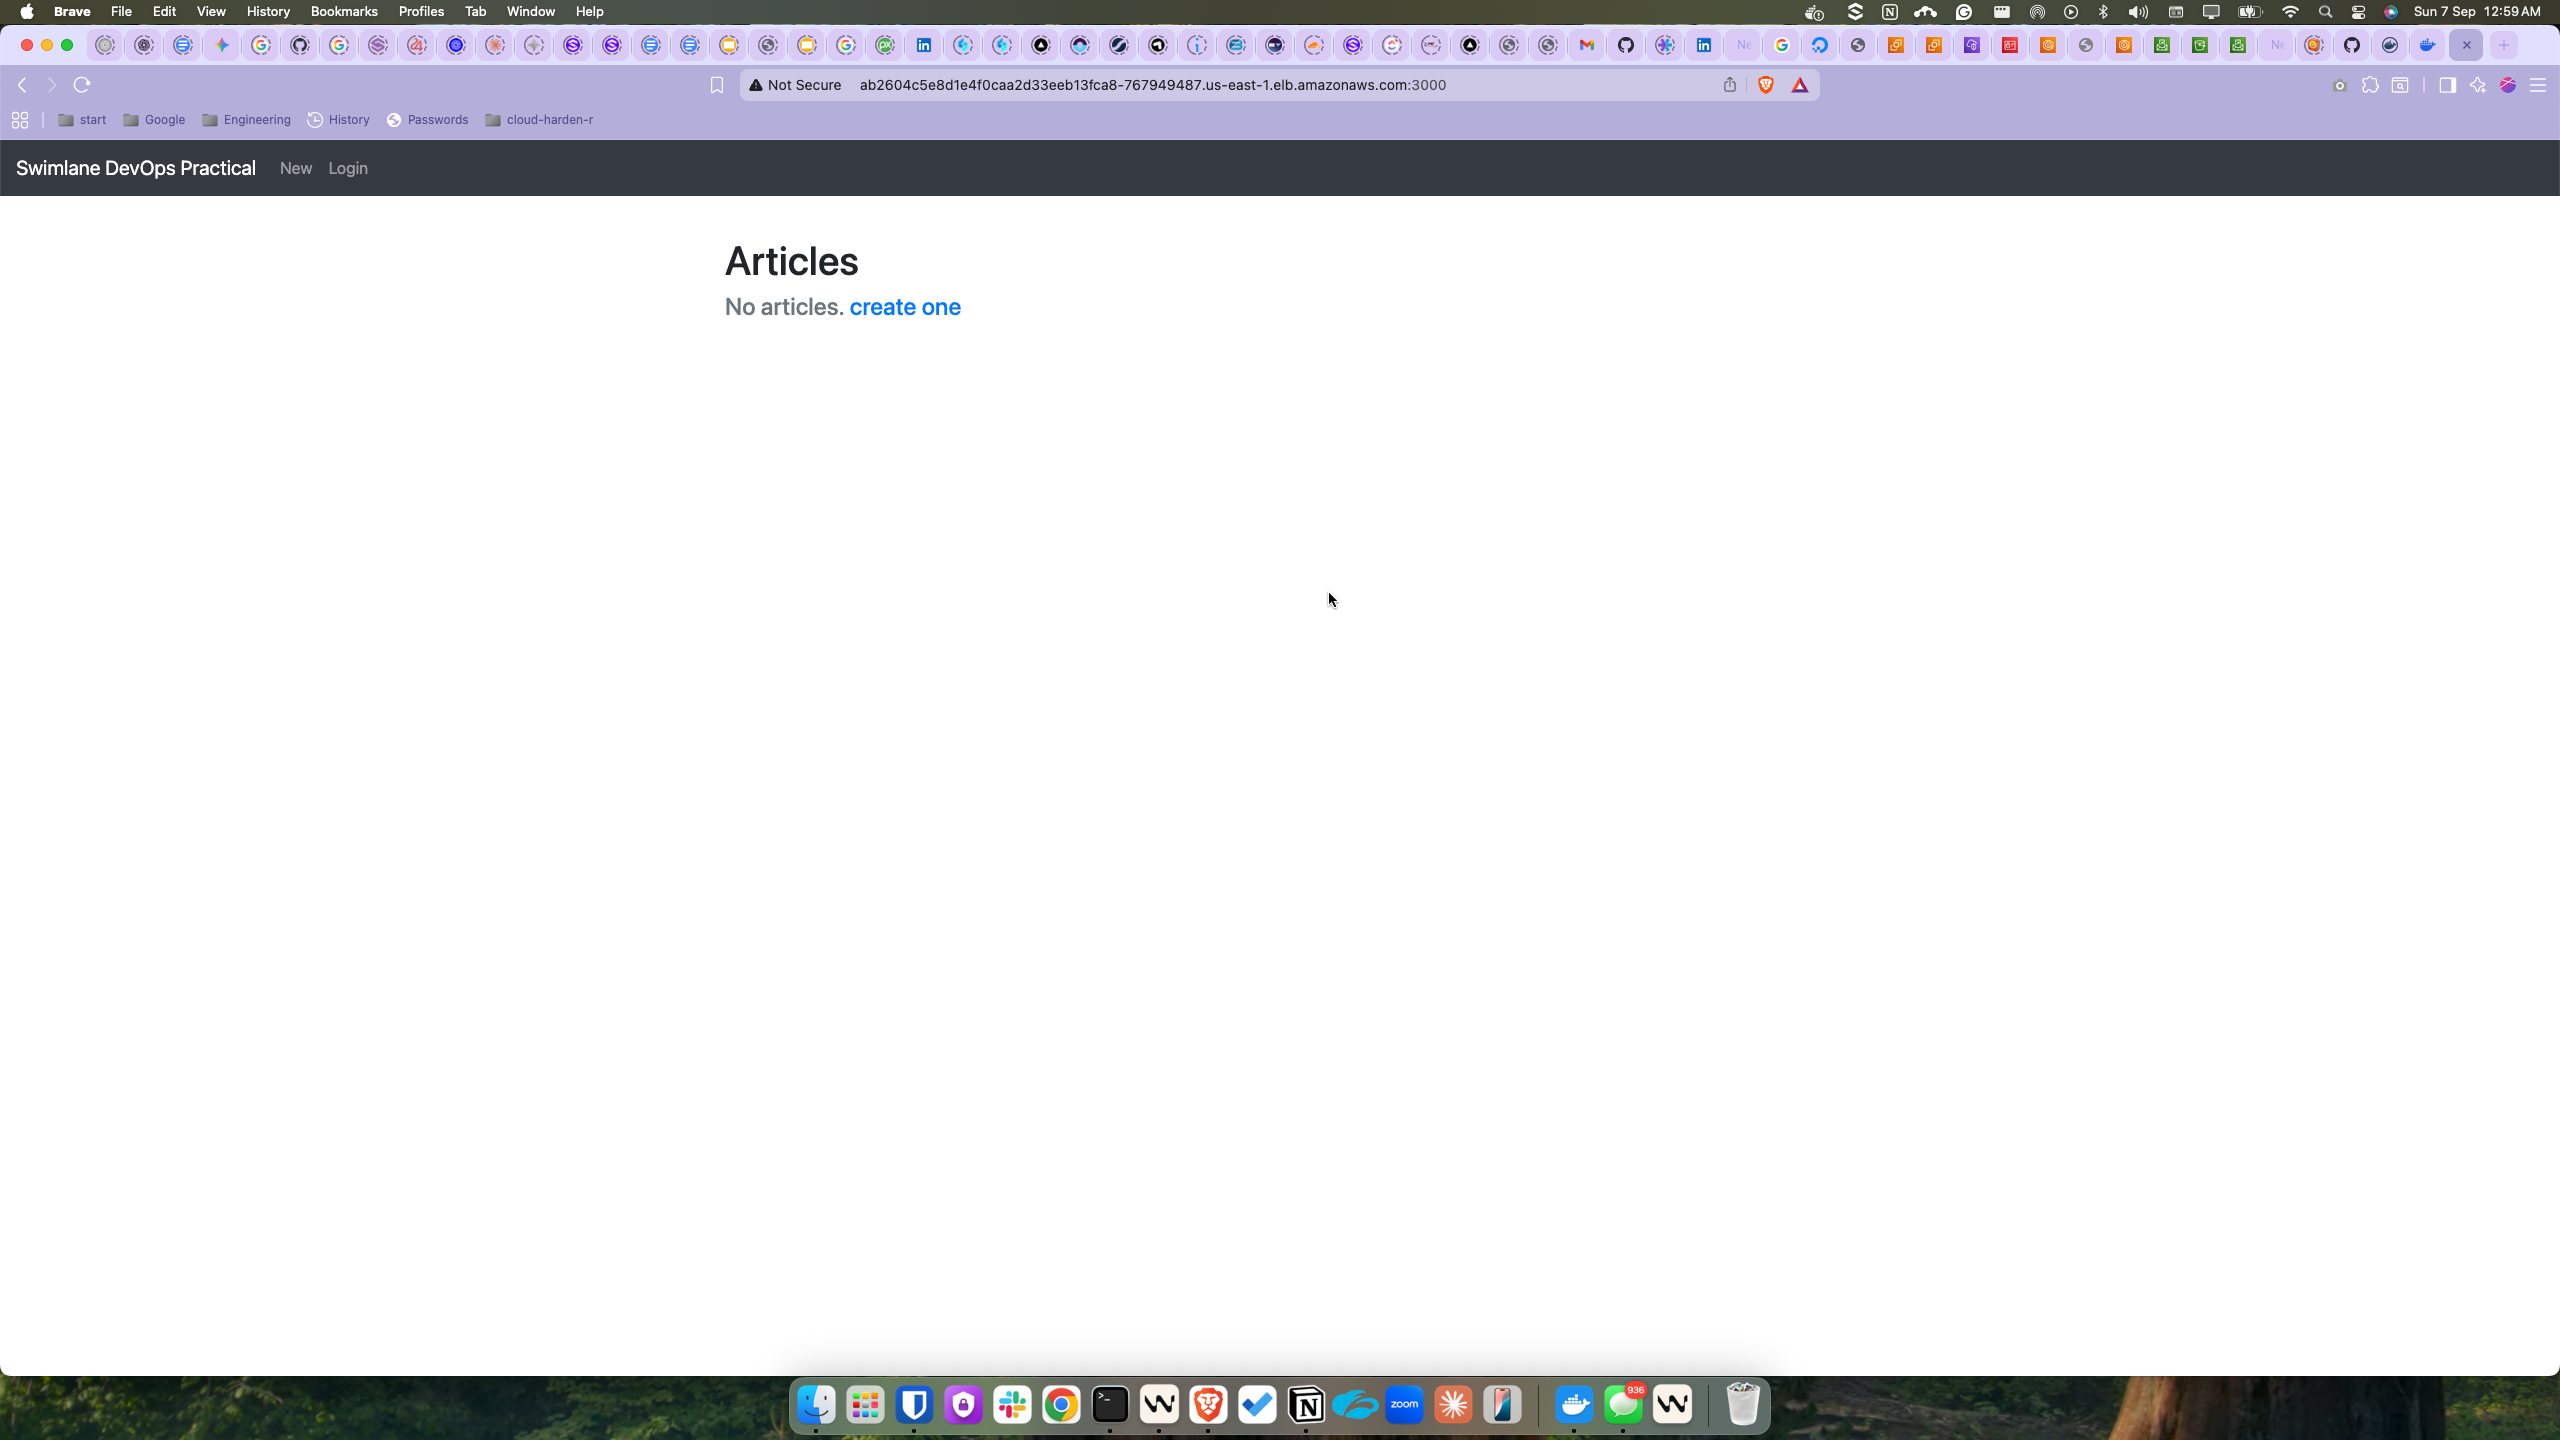 Brave File Edit View History Bookmarks Profiles Tab Window Help Sun 7 Sep 12:59 AM
Not Secure ab2604c5e8d1e4f0caa2d33eeb13fca8-767949487.us-east-1.elb.amazonaws.com:3000
start Google Engineering History Passwords cloud-harden-r
Swimlane DevOps Practical New Login
Articles
No articles. create one
936
zoom